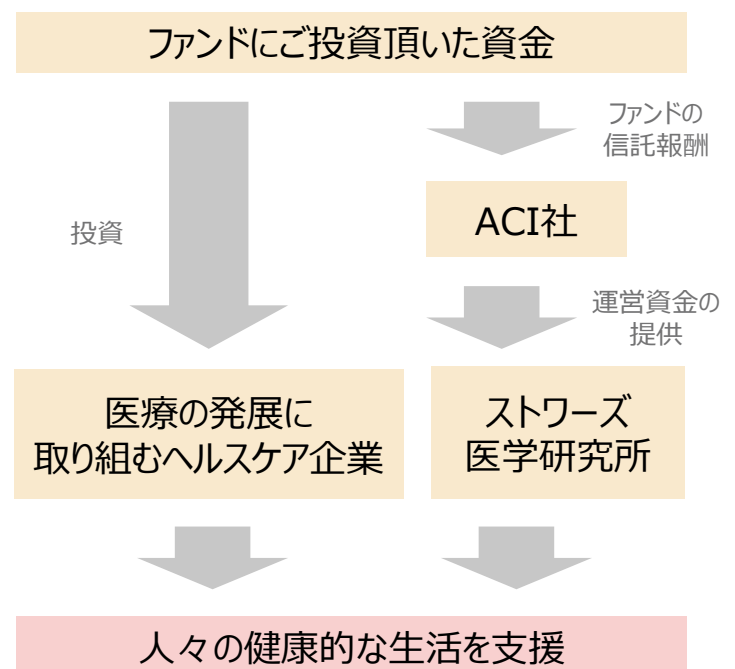 ファンドにご投資頂いた資金
ファンドの
信託報酬
投資
ACI社
運営資金の
提供
医療の発展に
取り組むヘルスケア企業
ストワーズ
医学研究所
人々の健康的な生活を支援